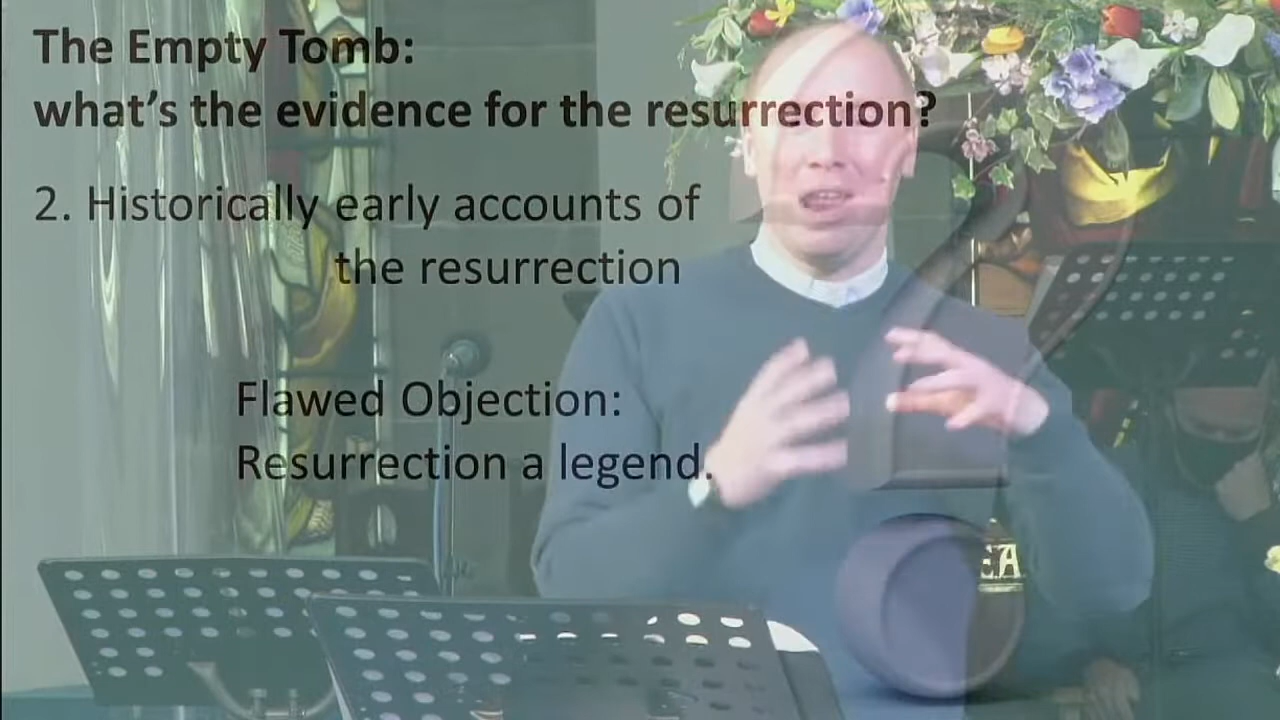 The Empty Tomb:
what's the evidence for the resurrection?
2. Historically early accounts of
the resurrection
Flawed Objection:
Resurrection a legend.
EA